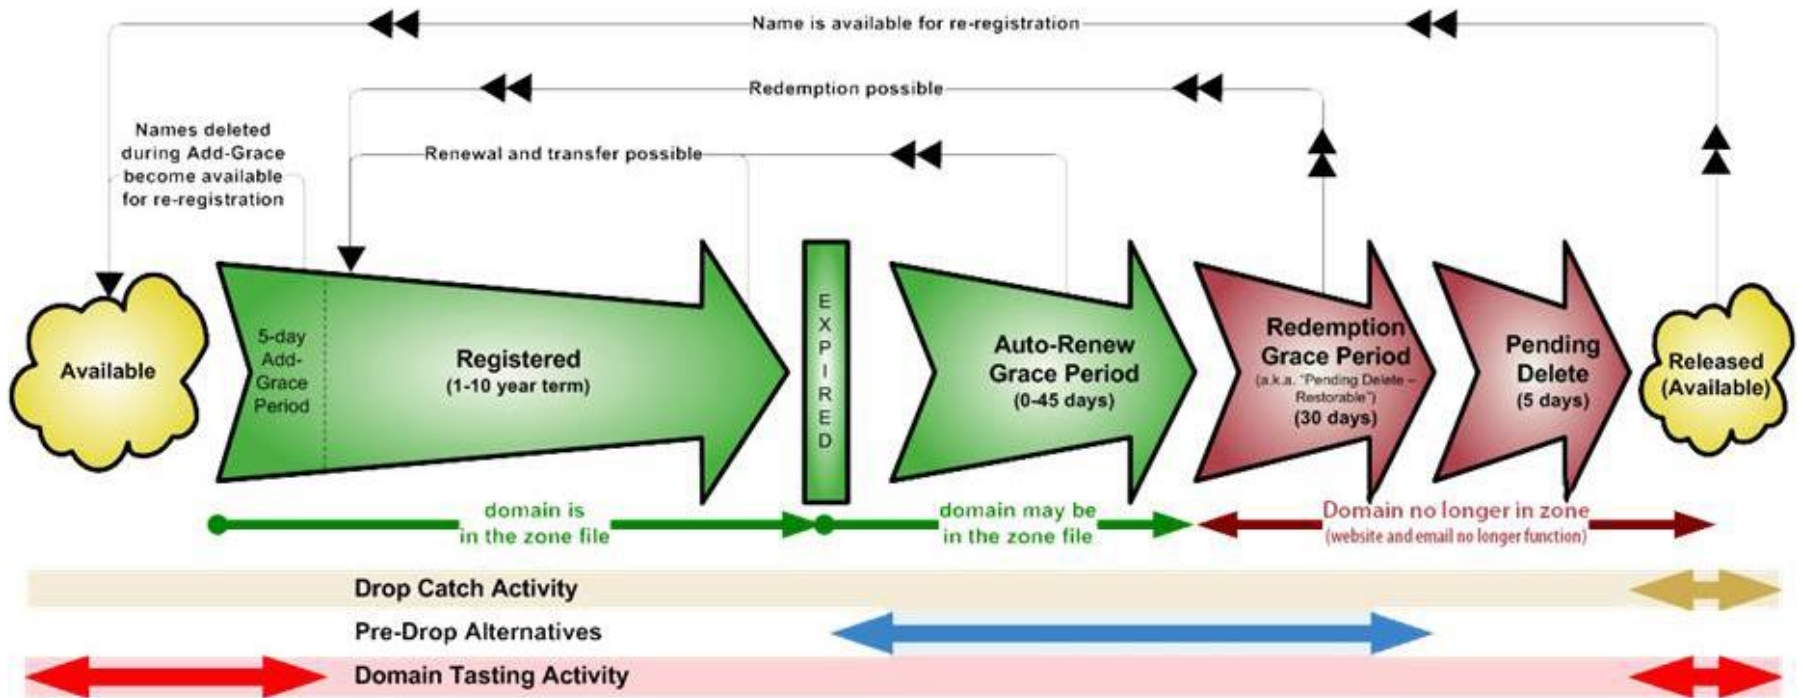 Name is available for re-registration
Redemption possible
Names deleted
during Add-Grace
become available
for re-registration
Renewal and transfer possible
Available
5-day
Add-
Grace
Period
Registered
(1-10 year term)
E
X
P
I
R
E
D
Auto-Renew
Grace Period
(0-45 days)
Redemption
Grace Period
(a.k.a. "Pending Delete –
Restorable")
(30 days)
Pending
Delete
(5 days)
Released
(Available)
domain is
in the zone file
domain may be
in the zone file
Domain no longer in zone
(website and email no longer function)
Drop Catch Activity
Pre-Drop Alternatives
Domain Tasting Activity